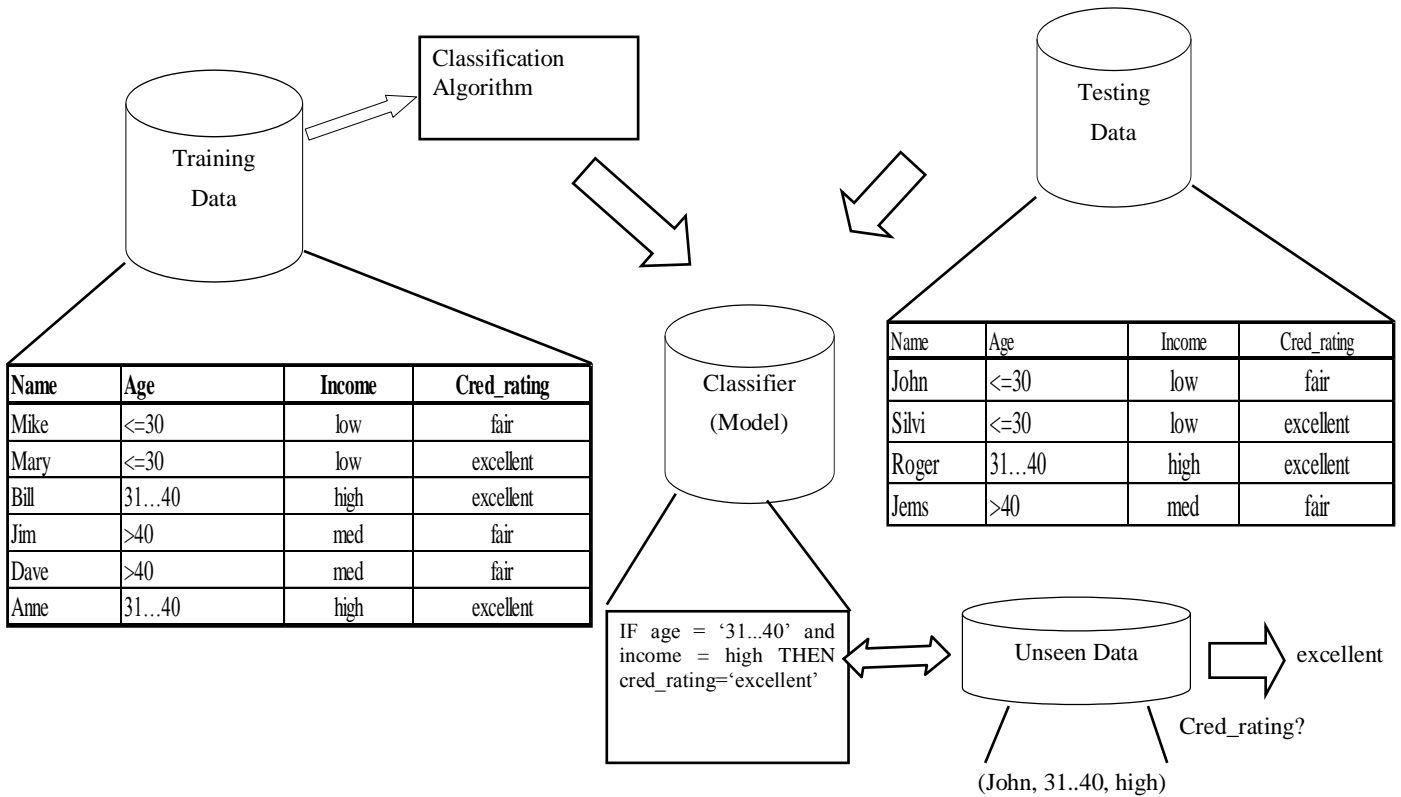 Classification
Algorithm
Training
Data
Testing
Data
Name Age Income Cred_rating
Mike <=30 low fair
Mary <=30 low excellent
Bill 31…40 high excellent
Jim >40 med fair
Dave >40 med fair
Anne 31…40 high excellent
Classifier
(Model)
Name Age Income Cred_rating
John <=30 low fair
Silvi <=30 low excellent
Roger 31…40 high excellent
Jems >40 med fair
IF age = ‘31...40’ and
income = high THEN
cred_rating=‘excellent’
Unseen Data
excellent
Cred_rating?
(John, 31..40, high)